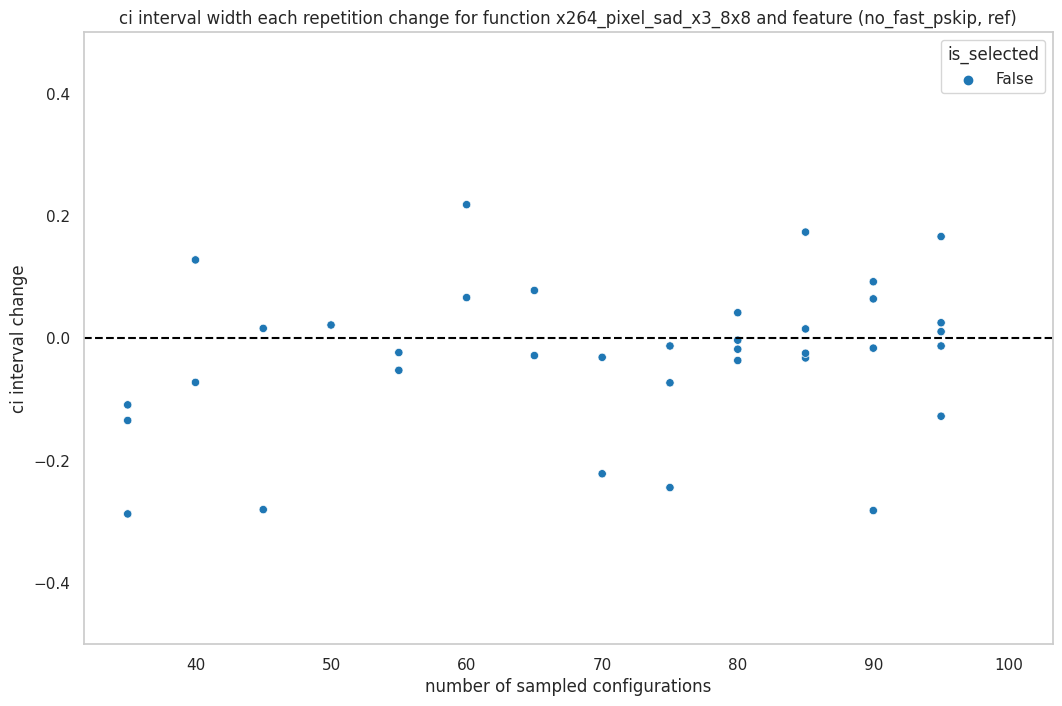 ci interval width each repetition change for function x264_pixel_sad_x3_8x8 and feature (no_fast_pskip, ref)
is_selected
False
0.4
0.2
0.0
−0.2
−0.4
ci interval change
40 50 60 70 80 90 100
number of sampled configurations